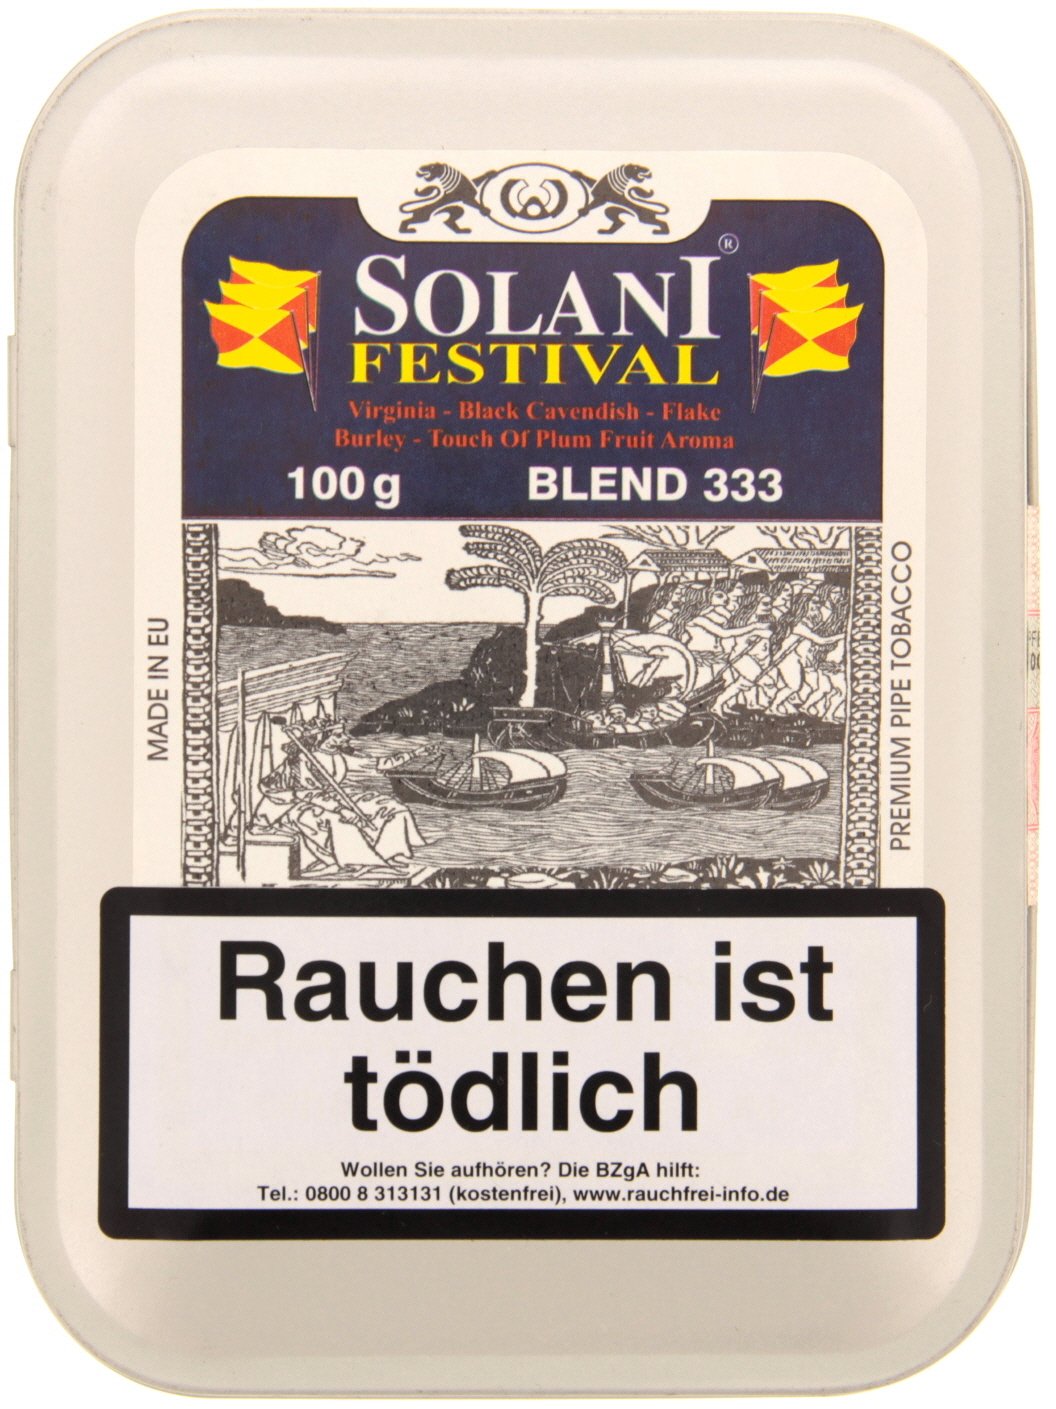 SOLANI®
FESTIVAL
Virginia - Black Cavendish - Flake
Burley - Touch Of Plum Fruit Aroma
100 g BLEND 333
MADE IN EU
PREMIUM PIPE TOBACCO
Rauchen ist
tödlich
Wollen Sie aufhören? Die BZgA hilft:
Tel.: 0800 8 313131 (kostenfrei), www.rauchfrei-info.de